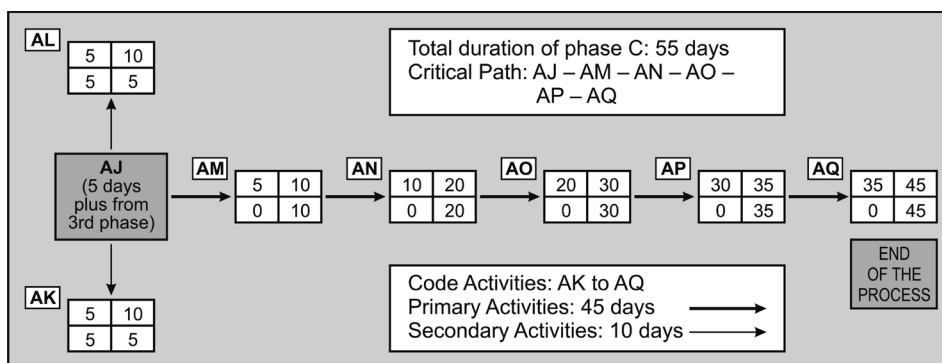 AL
5 10
5 5
Total duration of phase C: 55 days
Critical Path: AJ – AM – AN – AO –
AP – AQ
AJ
(5 days
plus from
3rd phase)
AM
5 10
0 10
AN
10 20
0 20
AO
20 30
0 30
AP
30 35
0 35
AQ
35 45
0 45
AK
5 10
5 5
Code Activities: AK to AQ
Primary Activities: 45 days
Secondary Activities: 10 days
END
OF THE
PROCESS